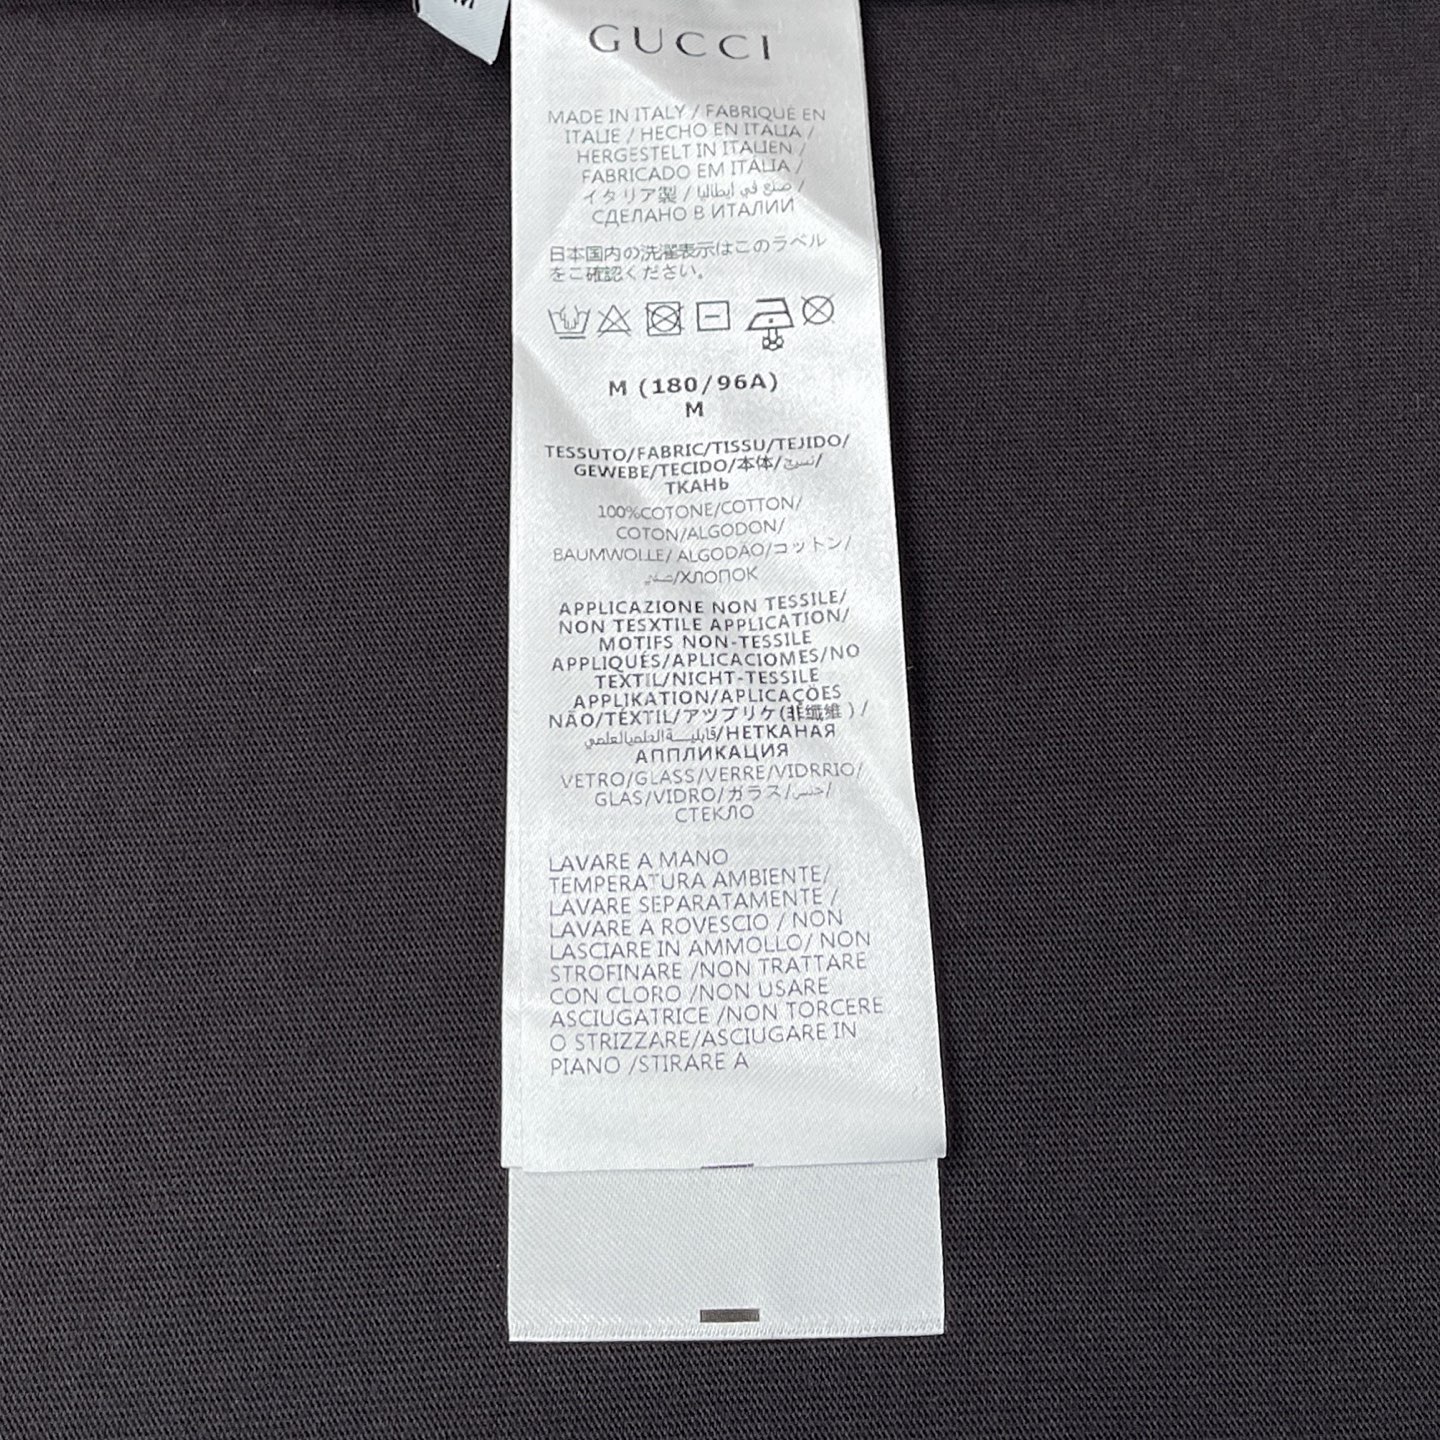 M
GUCCI
MADE IN ITALY / FABRIQUÉ EN
ITALIE / HECHO EN ITALIA /
HERGESTELT IN ITALIEN /
FABRICADO EM ITÁLIA /
イタリア製 / صنع في ايطاليا /
СДЕЛАНО В ИТАЛИИ
日本国内の洗濯表示はこのラベル
をご確認ください。
M (180/96A)
M
TESSUTO/FABRIC/TISSU/TEJIDO/
GEWEBE/TECIDO/本体/نسيج/
ТКАНЬ
100%COTONE/COTTON/
COTON/ALGODON/
BAUMWOLLE/ ALGODAO/コットン/
/ХЛОПОК
APPLICAZIONE NON TESSILE/
NON TESXTILE APPLICATION/
MOTIFS NON-TESSILE
APPLIQUÉS/APLICACIOMES/NO
TEXTIL/NICHT-TESSILE
APPLIKATION/APLICAÇÕES
NÃO/TÉXTIL/アップリケ(非纤維 ) /
/НЕТКАНАЯ
АППЛИКАЦИЯ
VETRO/GLASS/VERRE/VIDRRIO/
GLAS/VIDRO/ガラス/
СТЕКЛО
LAVARE A MANO
TEMPERATURA AMBIENTE/
LAVARE SEPARATAMENTE /
LAVARE A ROVESCIO / NON
LASCIARE IN AMMOLLO/ NON
STROFINARE /NON TRATTARE
CON CLORO /NON USARE
ASCIUGATRICE /NON TORCERE
O STRIZZARE/ASCIUGARE IN
PIANO /STIRARE A